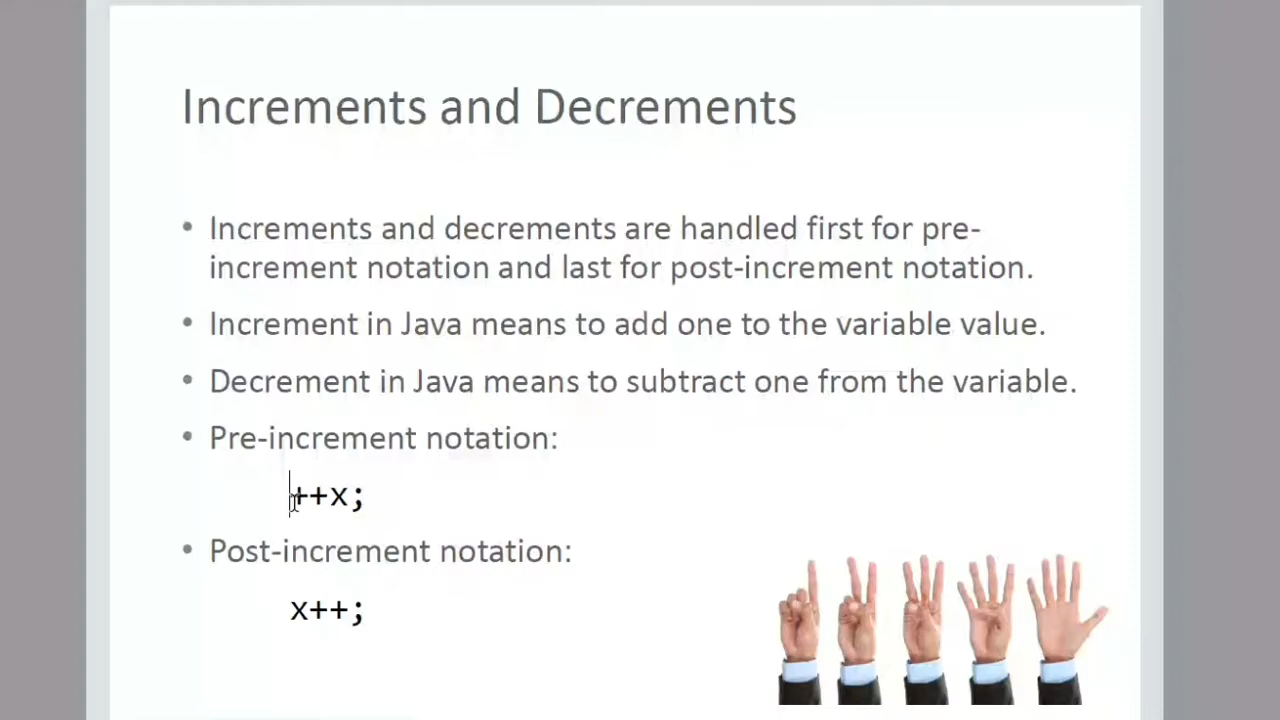 Increments and Decrements
• Increments and decrements are handled first for pre-
increment notation and last for post-increment notation.
• Increment in Java means to add one to the variable value.
• Decrement in Java means to subtract one from the variable.
• Pre-increment notation:
++x;
• Post-increment notation:
x++;